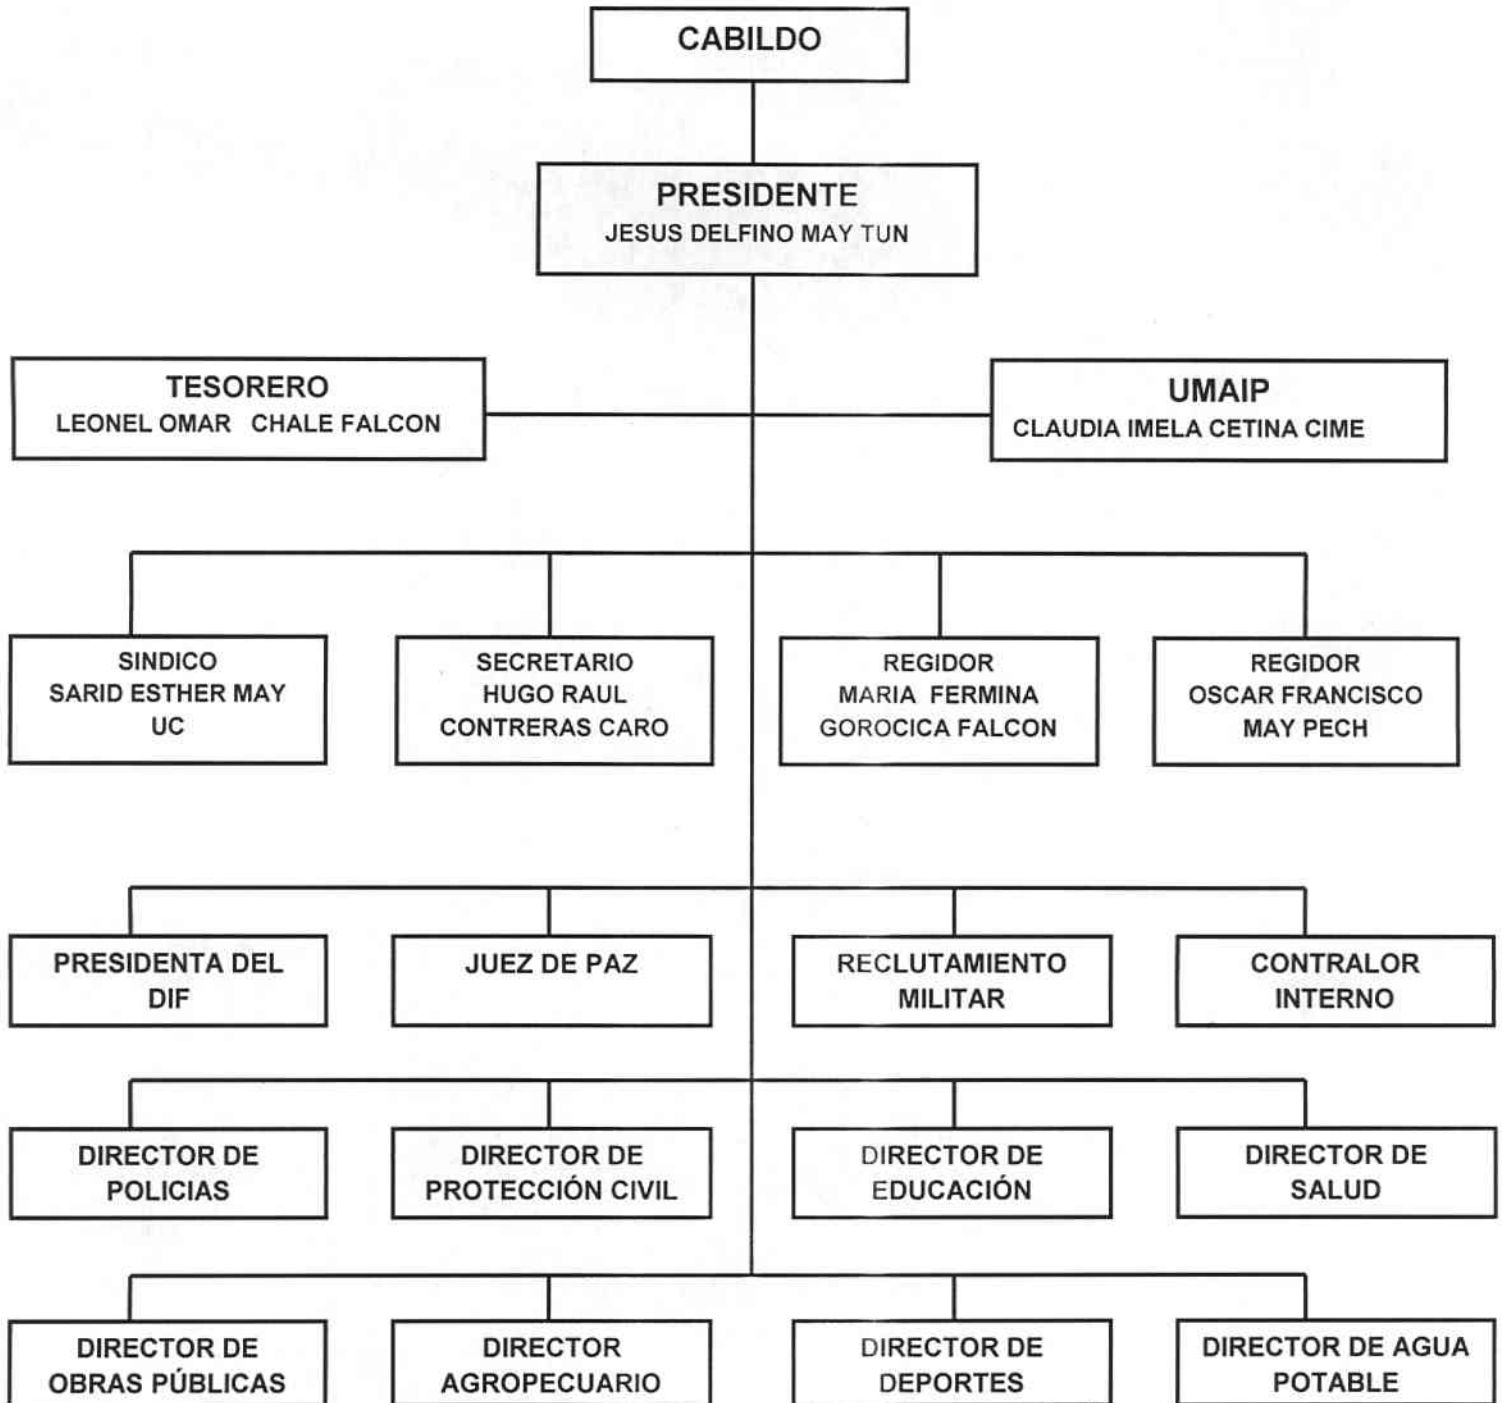 CABILDO
PRESIDENTE
JESUS DELFINO MAY TUN
TESORERO
LEONEL OMAR CHALE FALCON
UMAIP
CLAUDIA IMELA CETINA CIME
SINDICO
SARID ESTHER MAY
UC
SECRETARIO
HUGO RAUL
CONTRERAS CARO
REGIDOR
MARIA FERMINA
GOROCICA FALCON
REGIDOR
OSCAR FRANCISCO
MAY PECH
PRESIDENTA DEL
DIF
JUEZ DE PAZ
RECLUTAMIENTO
MILITAR
CONTRALOR
INTERNO
DIRECTOR DE
POLICIAS
DIRECTOR DE
PROTECCIÓN CIVIL
DIRECTOR DE
EDUCACIÓN
DIRECTOR DE
SALUD
DIRECTOR DE
OBRAS PÚBLICAS
DIRECTOR
AGROPECUARIO
DIRECTOR DE
DEPORTES
DIRECTOR DE AGUA
POTABLE